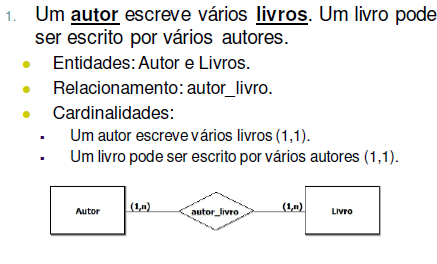 1. Um autor escreve vários livros. Um livro pode
ser escrito por vários autores.
Entidades: Autor e Livros.
Relacionamento: autor_livro.
Cardinalidades:
Um autor escreve vários livros (1,1).
Um livro pode ser escrito por vários autores (1,1).
Autor (1,n) autor_livro (1,n) Livro